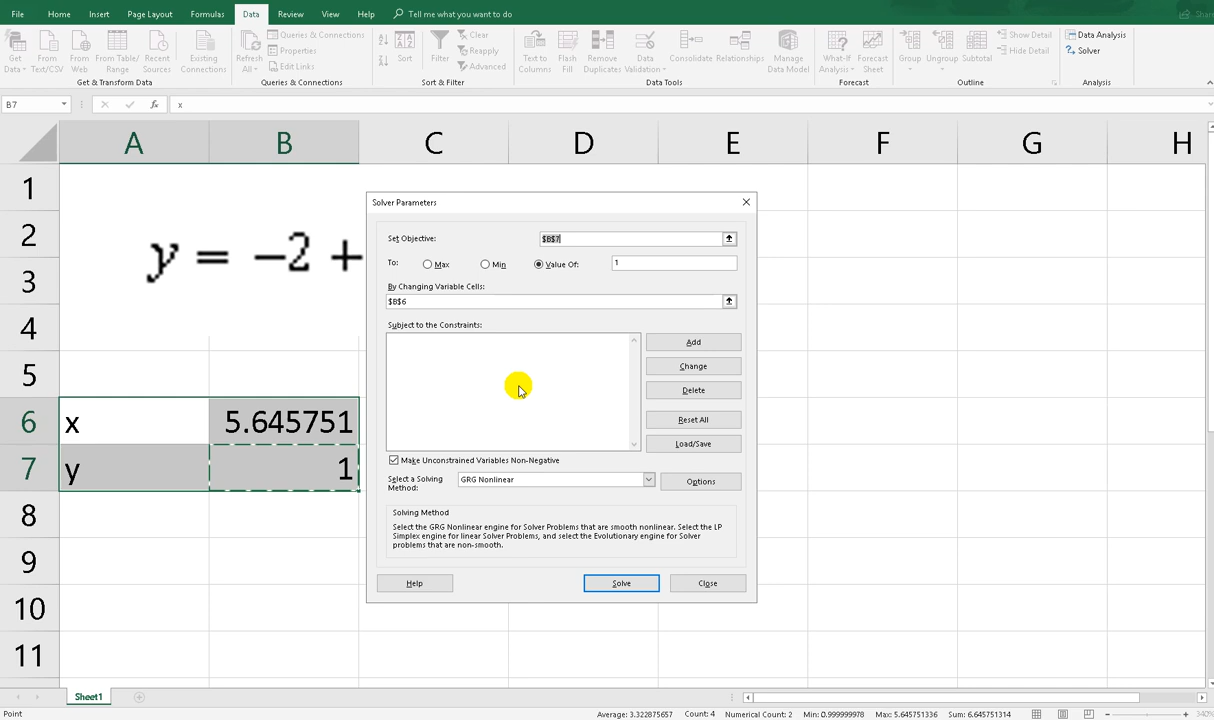 File Home Insert Page Layout Formulas Data Review View Help Tell me what you want to do Share
Get Data From Text/CSV From Web From Table/Range Recent Sources Existing Connections Refresh All Queries & Connections Properties Edit Links Sort Filter Clear Reapply Advanced Text to Columns Flash Fill Remove Duplicates Data Validation Consolidate Relationships Manage Data Model What-If Analysis Forecast Sheet Group Ungroup Subtotal Show Detail Hide Detail Data Analysis Solver
Get & Transform Data Queries & Connections Sort & Filter Data Tools Forecast Outline Analysis
B7 fx x
A B C D E F G H
1
2
3
4
5
6
7
8
9
10
11
y = −2 +
x 5.645751
y 1
Solver Parameters
Set Objective: $B$7
To: Max Min Value Of: 1
By Changing Variable Cells:
$B$6
Subject to the Constraints:
Add
Change
Delete
Reset All
Load/Save
Make Unconstrained Variables Non-Negative
Select a Solving Method: GRG Nonlinear Options
Solving Method
Select the GRG Nonlinear engine for Solver Problems that are smooth nonlinear. Select the LP
Simplex engine for linear Solver Problems, and select the Evolutionary engine for Solver
problems that are non-smooth.
Help Solve Close
Sheet1
Point Average: 3.322875657 Count: 4 Numerical Count: 2 Min: 0.999999978 Max: 5.645751336 Sum: 6.645751314 340%